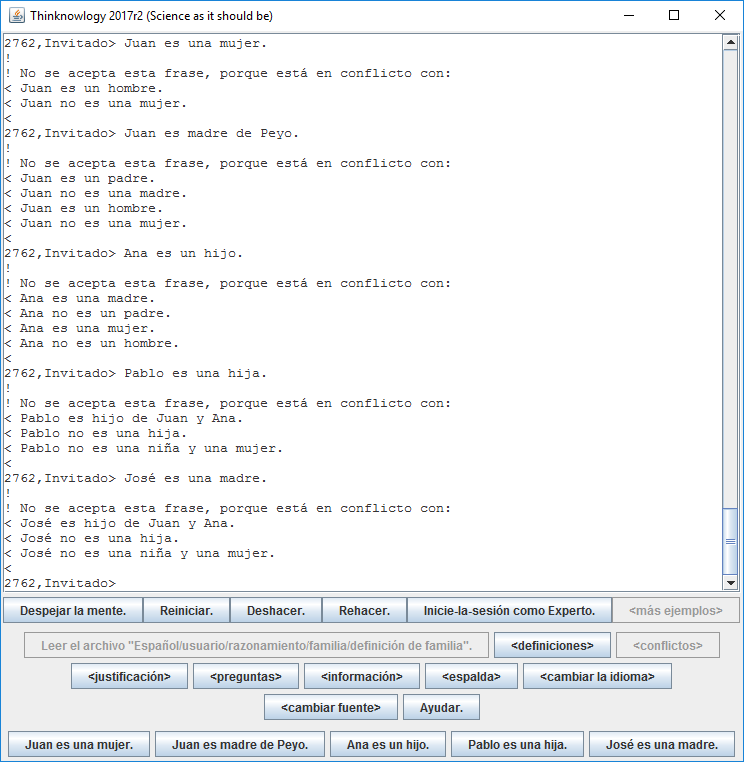 Thinknowlogy 2017r2 (Science as it should be)
2762,Invitado> Juan es una mujer.
!
! No se acepta esta frase, porque está en conflicto con:
< Juan es un hombre.
< Juan no es una mujer.
<
2762,Invitado> Juan es madre de Peyo.
!
! No se acepta esta frase, porque está en conflicto con:
< Juan es un padre.
< Juan no es una madre.
< Juan es un hombre.
< Juan no es una mujer.
<
2762,Invitado> Ana es un hijo.
!
! No se acepta esta frase, porque está en conflicto con:
< Ana es una madre.
< Ana no es un padre.
< Ana es una mujer.
< Ana no es un hombre.
<
2762,Invitado> Pablo es una hija.
!
! No se acepta esta frase, porque está en conflicto con:
< Pablo es hijo de Juan y Ana.
< Pablo no es una hija.
< Pablo no es una niña y una mujer.
<
2762,Invitado> José es una madre.
!
! No se acepta esta frase, porque está en conflicto con:
< José es hijo de Juan y Ana.
< José no es una hija.
< José no es una niña y una mujer.
<
2762,Invitado>
Despejar la mente. Reiniciar. Deshacer. Rehacer. Inicie-la-sesión como Experto. <más ejemplos>
Leer el archivo "Español/usuario/razonamiento/familia/definición de familia". <definiciones> <conflictos>
<justificación> <preguntas> <información> <espalda> <cambiar la idioma>
<cambiar fuente> Ayudar.
Juan es una mujer. Juan es madre de Peyo. Ana es un hijo. Pablo es una hija. José es una madre.